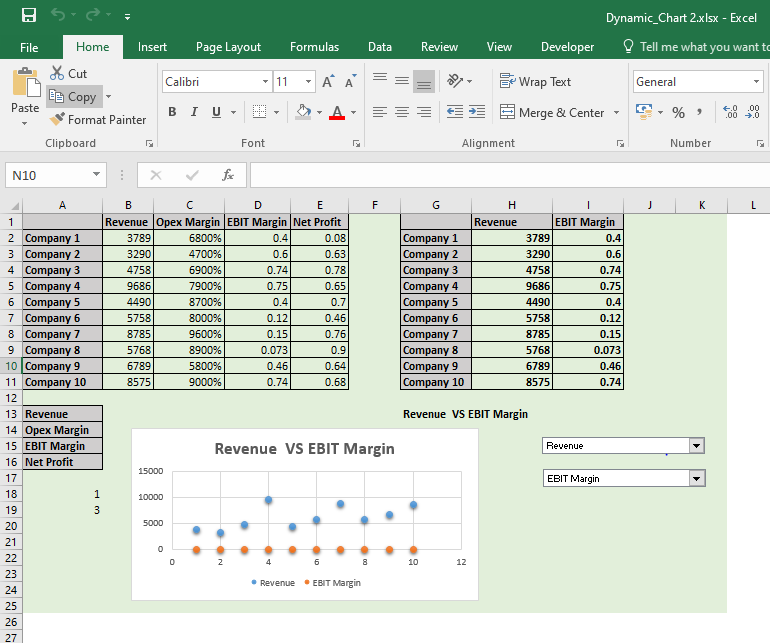 Dynamic_Chart 2.xlsx - Excel
File Home Insert Page Layout Formulas Data Review View Developer Tell me what you want to
Paste
Cut
Copy
Format Painter
Clipboard
Calibri 11
B I U A
Font
Wrap Text
Merge & Center
Alignment
General
% ,
Number
N10 fx
A B C D E F G H I J K L
1 Revenue Opex Margin EBIT Margin Net Profit Revenue EBIT Margin
2 Company 1 3789 6800% 0.4 0.08 Company 1 3789 0.4
3 Company 2 3290 4700% 0.6 0.63 Company 2 3290 0.6
4 Company 3 4758 6900% 0.74 0.78 Company 3 4758 0.74
5 Company 4 9686 7900% 0.75 0.65 Company 4 9686 0.75
6 Company 5 4490 8700% 0.4 0.7 Company 5 4490 0.4
7 Company 6 5758 8000% 0.12 0.46 Company 6 5758 0.12
8 Company 7 8785 9600% 0.15 0.76 Company 7 8785 0.15
9 Company 8 5768 8900% 0.073 0.9 Company 8 5768 0.073
10 Company 9 6789 5800% 0.46 0.64 Company 9 6789 0.46
11 Company 10 8575 9000% 0.74 0.68 Company 10 8575 0.74
12
13 Revenue Revenue VS EBIT Margin
14 Opex Margin
15 EBIT Margin
16 Net Profit
17
18 1
19 3
20
21
22
23
24
25
26
27
Revenue VS EBIT Margin
15000
10000
5000
0
0 2 4 6 8 10 12
Revenue EBIT Margin
Revenue
EBIT Margin